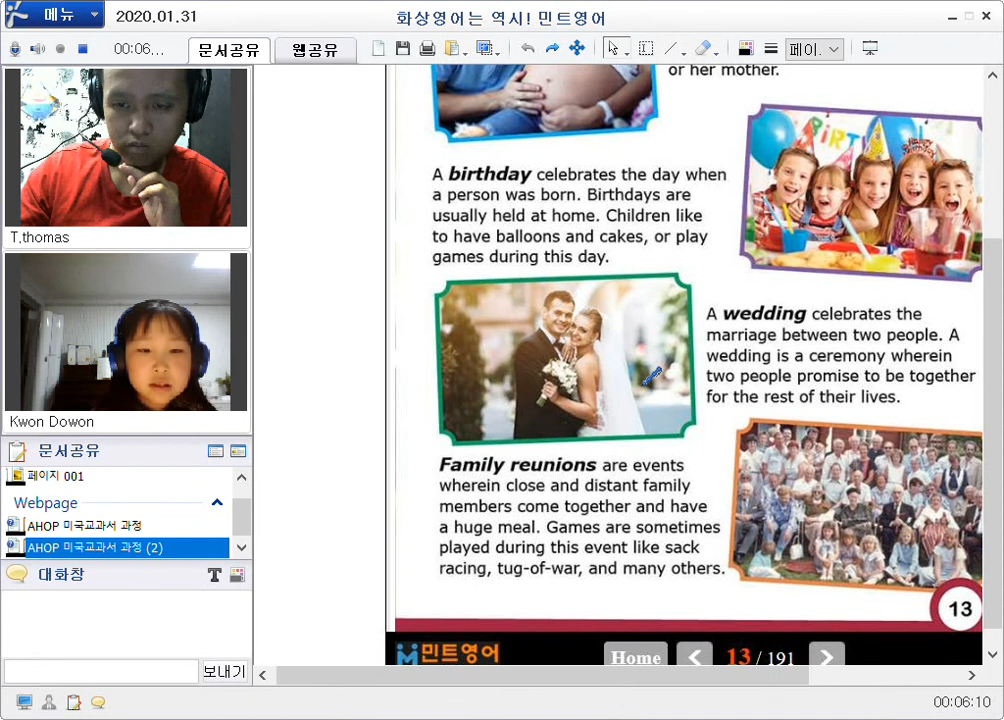 메뉴
2020.01.31
화상영어는 역시! 민트영어
00:06...
문서공유
웹공유
페이.
T.thomas
Kwon Dowon
문서공유
페이지 001
Webpage
AHOP 미국교과서 과정
AHOP 미국교과서 과정 (2)
대화창
보내기
or her mother.
BIRT
A birthday celebrates the day when
a person was born. Birthdays are
usually held at home. Children like
to have balloons and cakes, or play
games during this day.
A wedding celebrates the
marriage between two people. A
wedding is a ceremony wherein
two people promise to be together
for the rest of their lives.
Family reunions are events
wherein close and distant family
members come together and have
a huge meal. Games are sometimes
played during this event like sack
racing, tug-of-war, and many others.
13
민트영어
Home
13 / 191
00:06:10